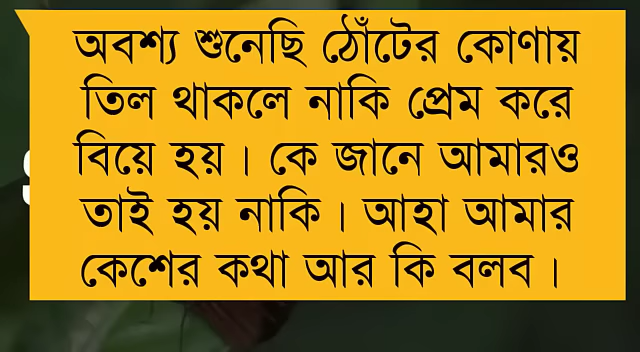 অবশ্য শুনেছি ঠোঁটের কোণায়
তিল থাকলে নাকি প্রেম করে
বিয়ে হয়। কে জানে আমারও
তাই হয় নাকি। আহা আমার
কেশের কথা আর কি বলব।